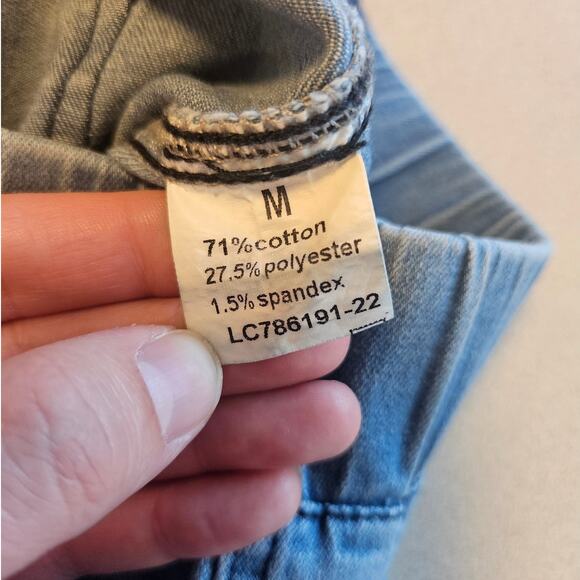 M
71%cotton
27.5%polyester
1.5%spandex
LC786191-22